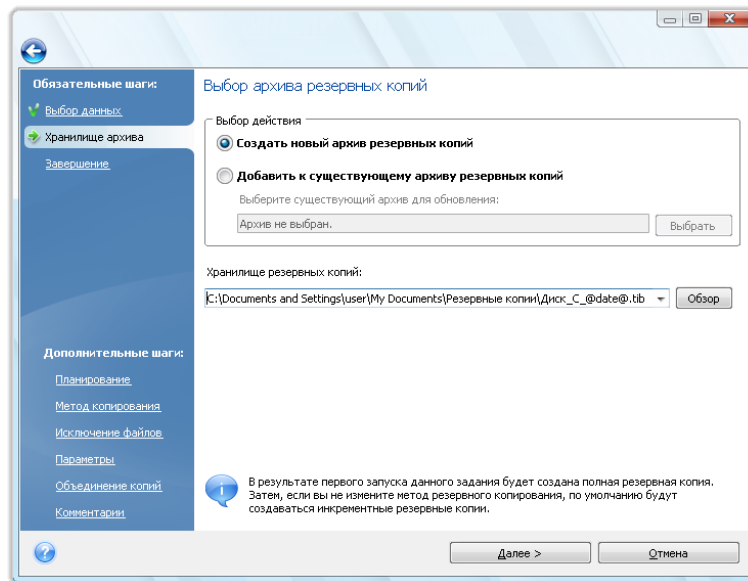 Обязательные шаги:
Выбор данных
Хранилище архива
Завершение
Дополнительные шаги:
Планирование
Метод копирования
Исключение файлов
Параметры
Объединение копий
Комментарии
Выбор архива резервных копий
Выбор действия
Создать новый архив резервных копий
Добавить к существующему архиву резервных копий
Выберите существующий архив для обновления:
Архив не выбран.
Выбрать
Хранилище резервных копий:
C:\Documents and Settings\user\My Documents\Резервные копии\Диск_C_@date@.tib
Обзор
В результате первого запуска данного задания будет создана полная резервная копия.
Затем, если вы не измените метод резервного копирования, по умолчанию будут
создаваться инкрементные резервные копии.
Далее >
Отмена